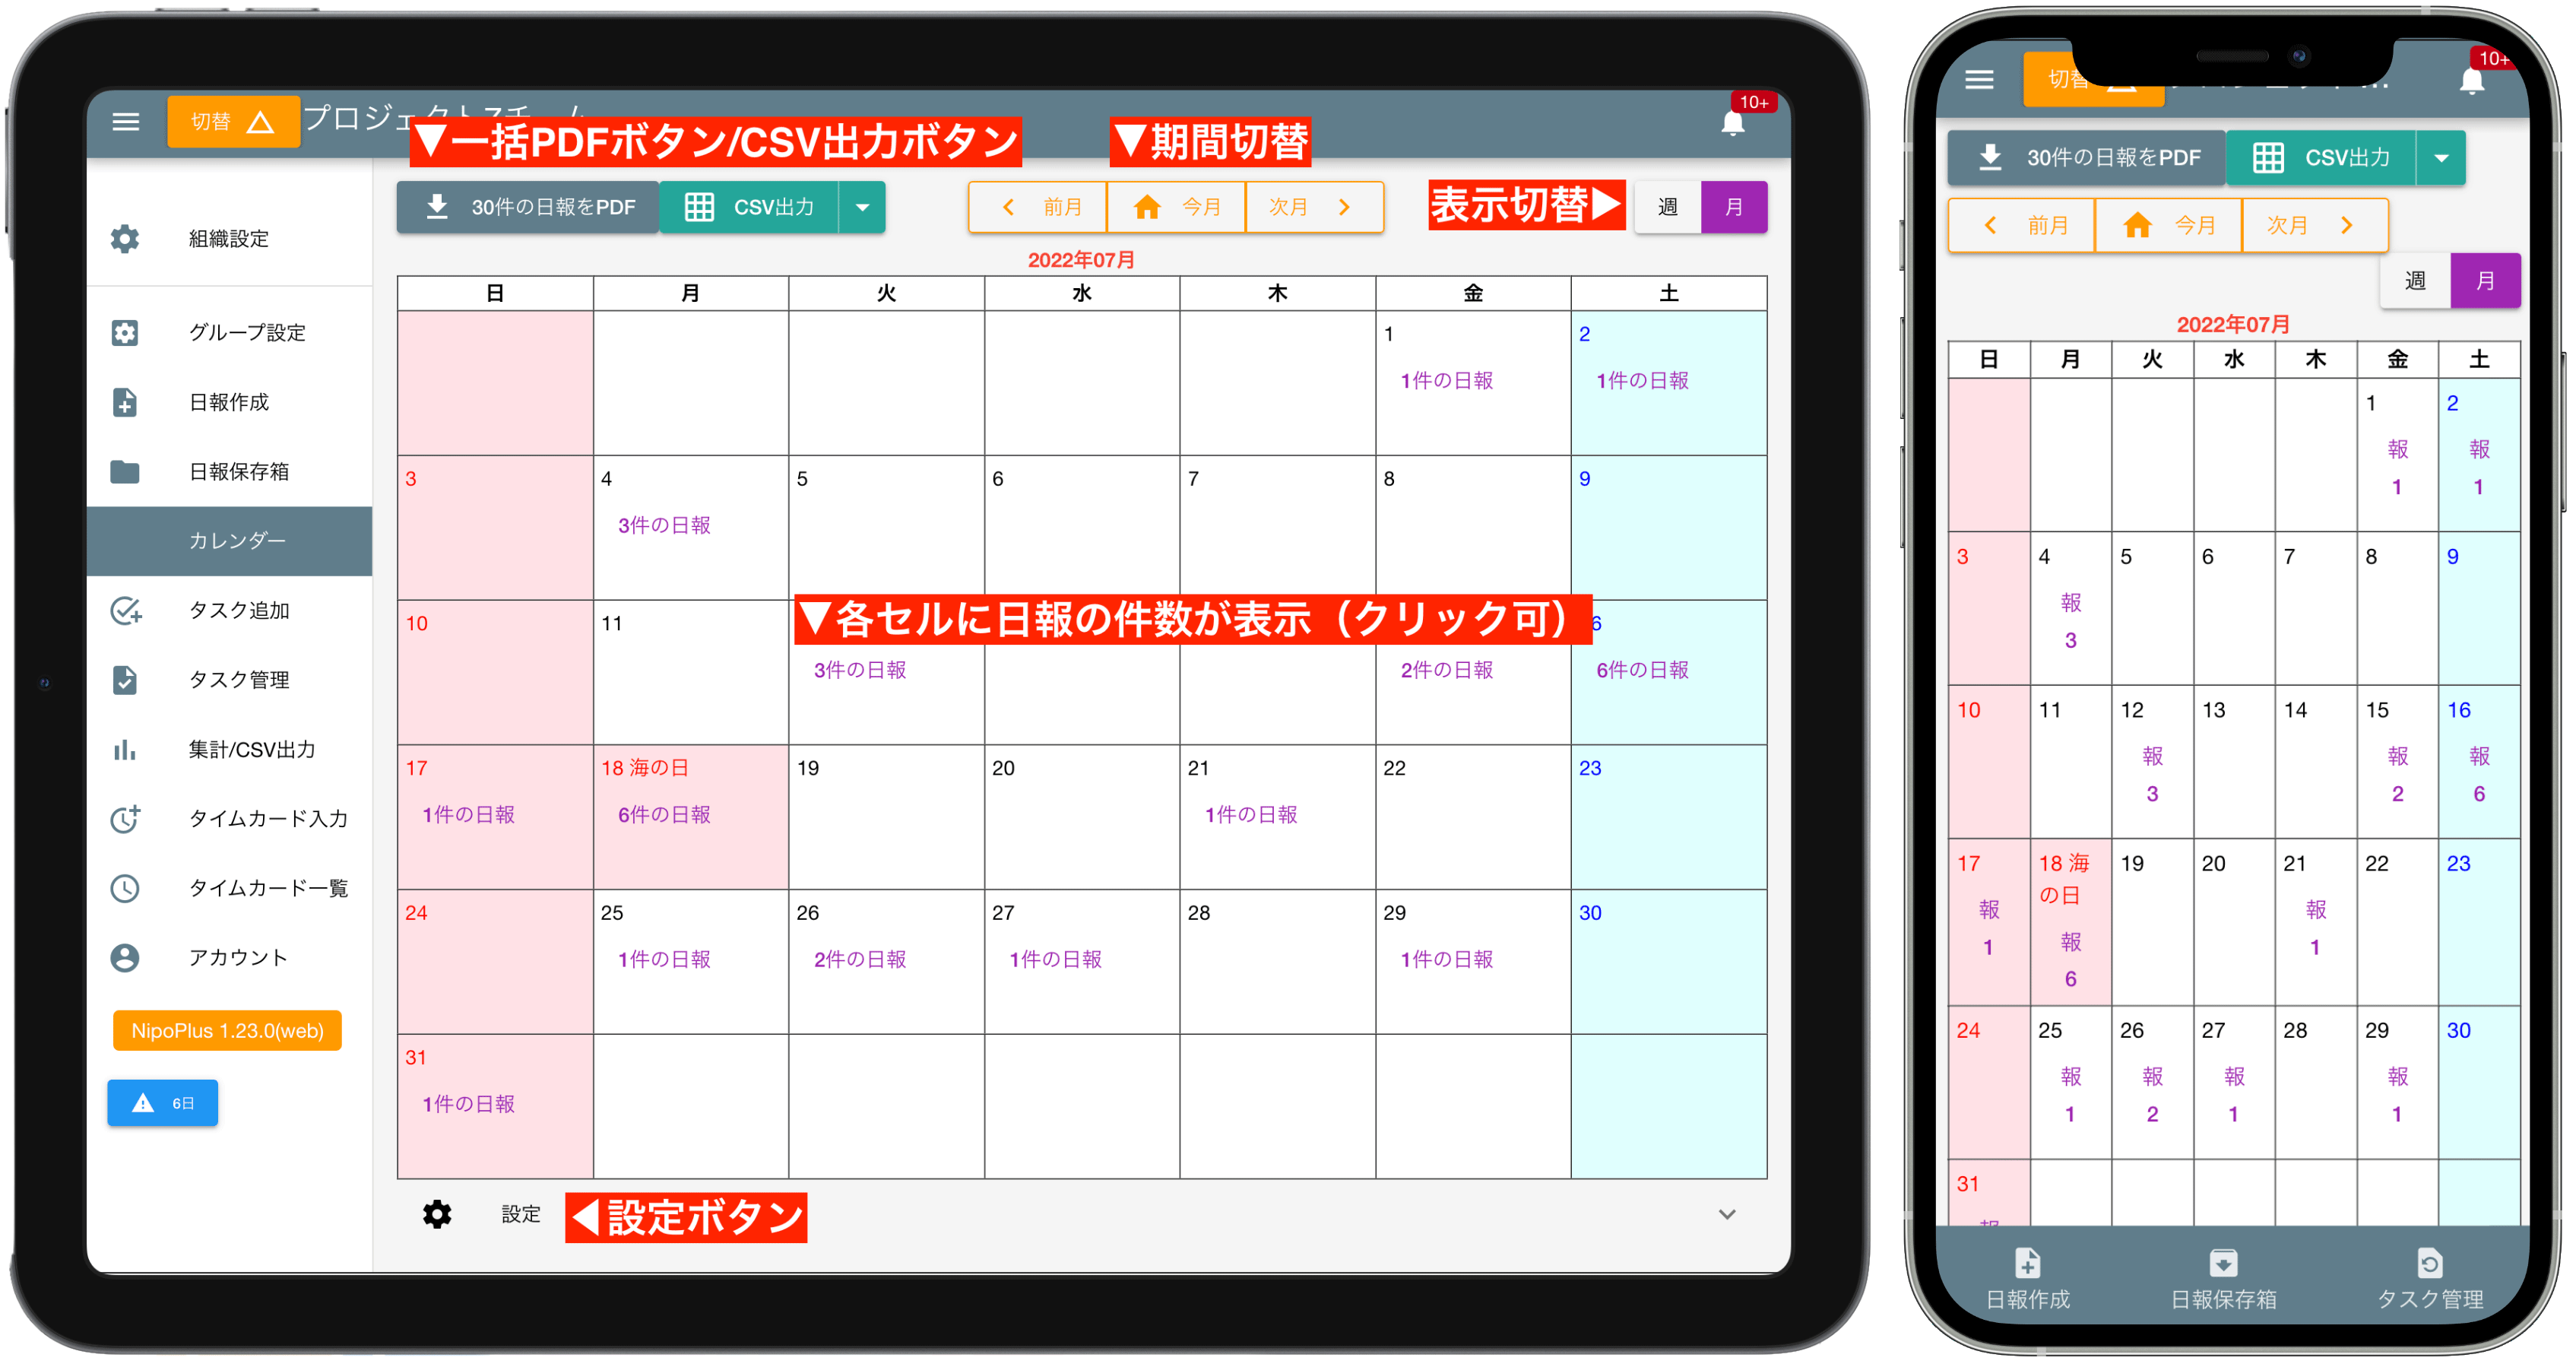 切替
プロジェクト
10+
▼一括PDFボタン/CSV出力ボタン
▼期間切替
30件の日報をPDF
CSV出力
前月
今月
次月
表示切替▶
週
月
組織設定
グループ設定
日報作成
日報保存箱
カレンダー
タスク追加
タスク管理
集計/CSV出力
タイムカード入力
タイムカード一覧
アカウント
NipoPlus 1.23.0(web)
6日
2022年07月
日 月 火 水 木 金 土
1 2
1件の日報 1件の日報
3 4 5 6 7 8 9
3件の日報
▼各セルに日報の件数が表示（クリック可）
10 11 6
3件の日報 2件の日報 6件の日報
17 18 海の日 19 20 21 22 23
1件の日報 6件の日報 1件の日報
24 25 26 27 28 29 30
1件の日報 2件の日報 1件の日報 1件の日報
31
1件の日報
設定
◀設定ボタン
切替
10+
30件の日報をPDF
CSV出力
前月
今月
次月
週
月
2022年07月
日 月 火 水 木 金 土
1 2
報 報
1 1
3 4 5 6 7 8 9
報
3
10 11 12 13 14 15 16
報 報 報
3 2 6
17 18 海の日 19 20 21 22 23
報 報 報
1 6 1
24 25 26 27 28 29 30
報 報 報 報
1 2 1 1
31
報
日報作成
日報保存箱
タスク管理